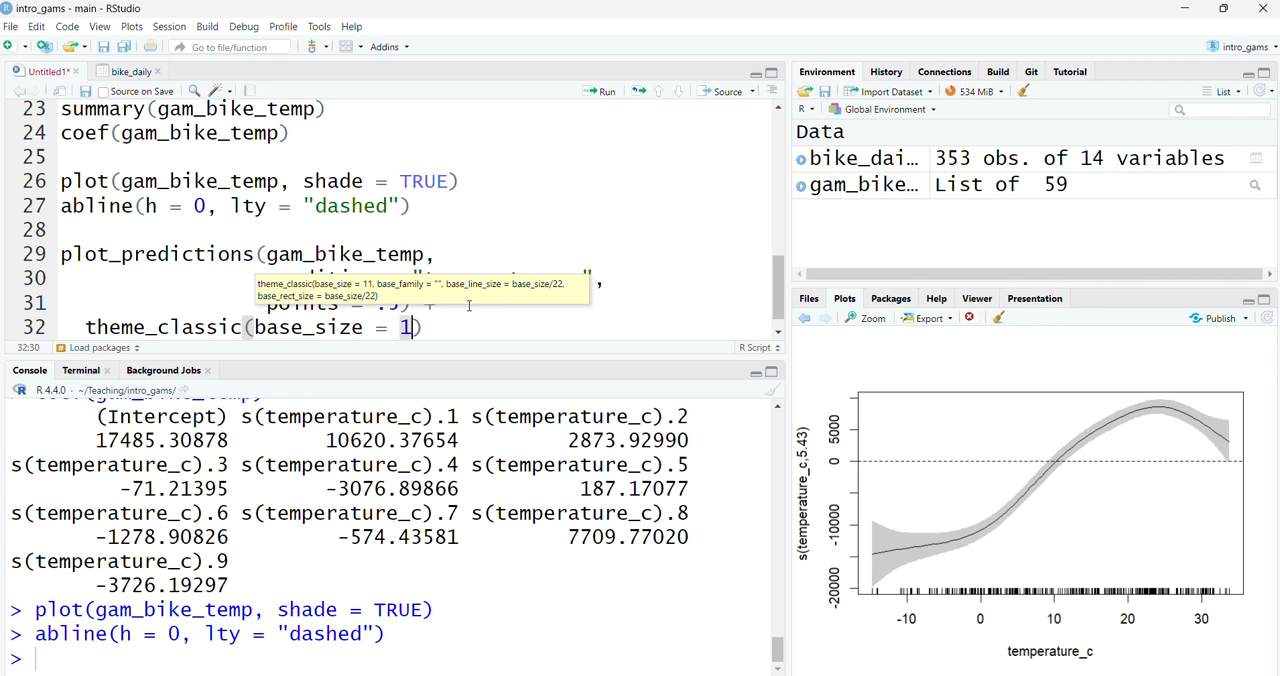 intro_gams - main - RStudio
File Edit Code View Plots Session Build Debug Profile Tools Help
Go to file/function Addins intro_gams
Untitled1* bike_daily
Source on Save Run Source
23 summary(gam_bike_temp)
24 coef(gam_bike_temp)
25
26 plot(gam_bike_temp, shade = TRUE)
27 abline(h = 0, lty = "dashed")
28
29 plot_predictions(gam_bike_temp,
30 ",
theme_classic(base_size = 11, base_family = "", base_line_size = base_size/22,
base_rect_size = base_size/22)
31 points = .5) +
32 theme_classic(base_size = 1)
32:30 Load packages R Script
Console Terminal Background Jobs
R 4.4.0 · ~/Teaching/intro_gams/
(Intercept) s(temperature_c).1 s(temperature_c).2
17485.30878 10620.37654 2873.92990
s(temperature_c).3 s(temperature_c).4 s(temperature_c).5
-71.21395 -3076.89866 187.17077
s(temperature_c).6 s(temperature_c).7 s(temperature_c).8
-1278.90826 -574.43581 7709.77020
s(temperature_c).9
-3726.19297
> plot(gam_bike_temp, shade = TRUE)
> abline(h = 0, lty = "dashed")
>
Environment History Connections Build Git Tutorial
Import Dataset 534 MiB List
R Global Environment
Data
bike_dai… 353 obs. of 14 variables
gam_bike… List of 59
Files Plots Packages Help Viewer Presentation
Zoom Export Publish
s(temperature_c,5.43)
5000
0
-10000
-20000
-10 0 10 20 30
temperature_c